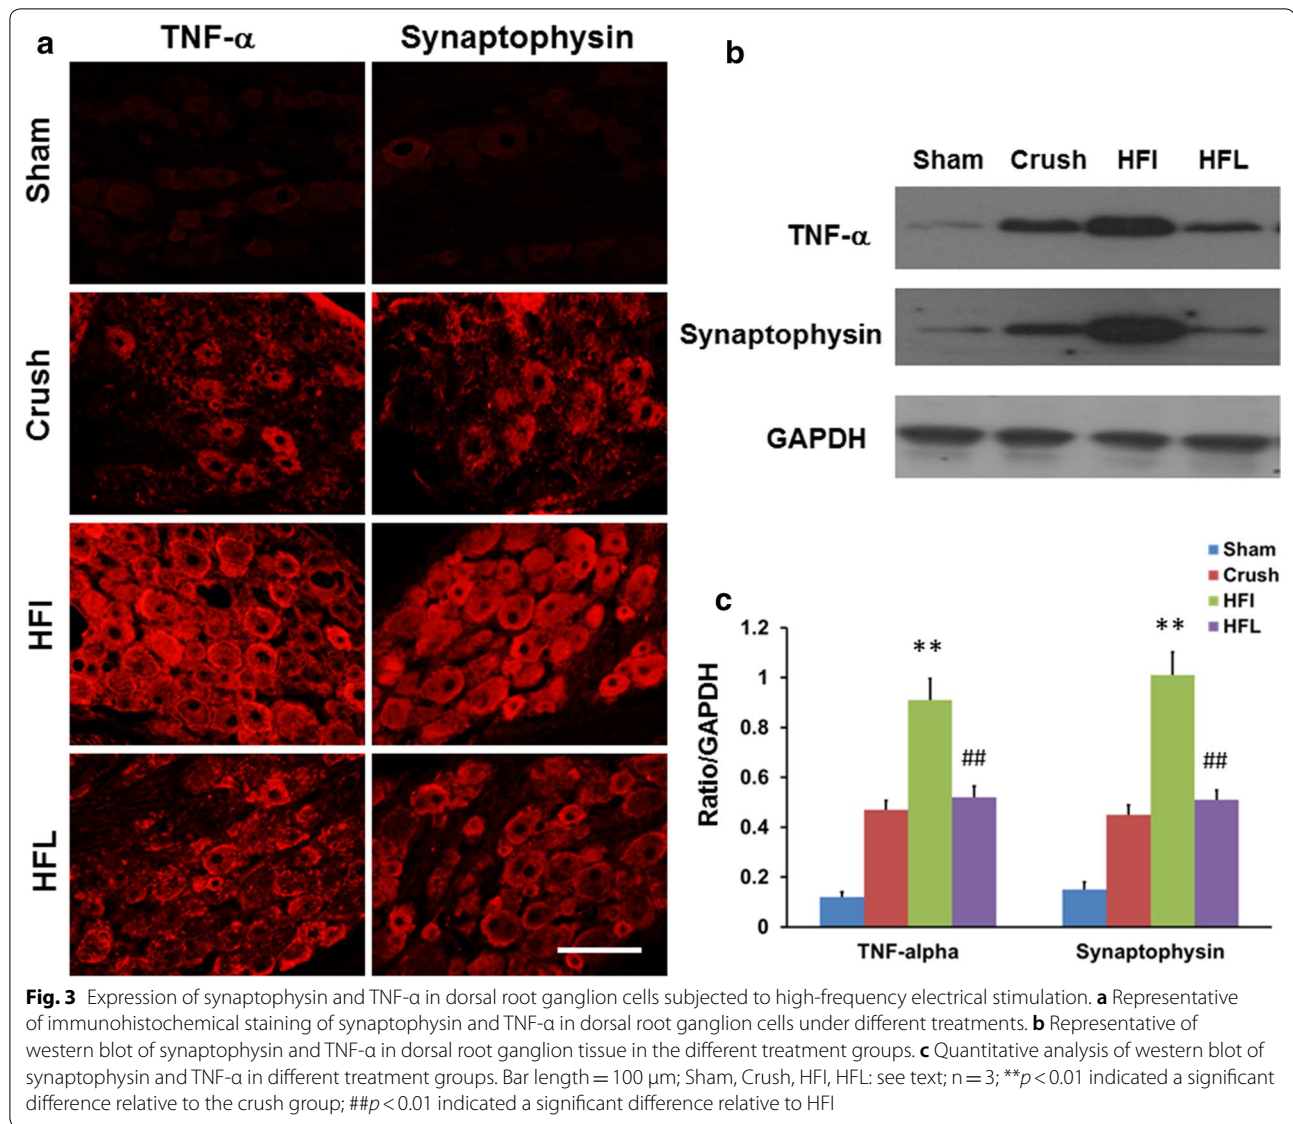 a
TNF-α
Synaptophysin
Sham
Crush
HFI
HFL
b
Sham Crush HFI HFL
TNF-α
Synaptophysin
GAPDH
c
Sham
Crush
HFI
HFL
Ratio/GAPDH
1.2
1
0.8
0.6
0.4
0.2
0
**
##
**
##
TNF-alpha
Synaptophysin
Fig. 3 Expression of synaptophysin and TNF-α in dorsal root ganglion cells subjected to high-frequency electrical stimulation. a Representative
of immunohistochemical staining of synaptophysin and TNF-α in dorsal root ganglion cells under different treatments. b Representative of
western blot of synaptophysin and TNF-α in dorsal root ganglion tissue in the different treatment groups. c Quantitative analysis of western blot of
synaptophysin and TNF-α in different treatment groups. Bar length = 100 μm; Sham, Crush, HFI, HFL: see text; n = 3; **p < 0.01 indicated a significant
difference relative to the crush group; ##p < 0.01 indicated a significant difference relative to HFI